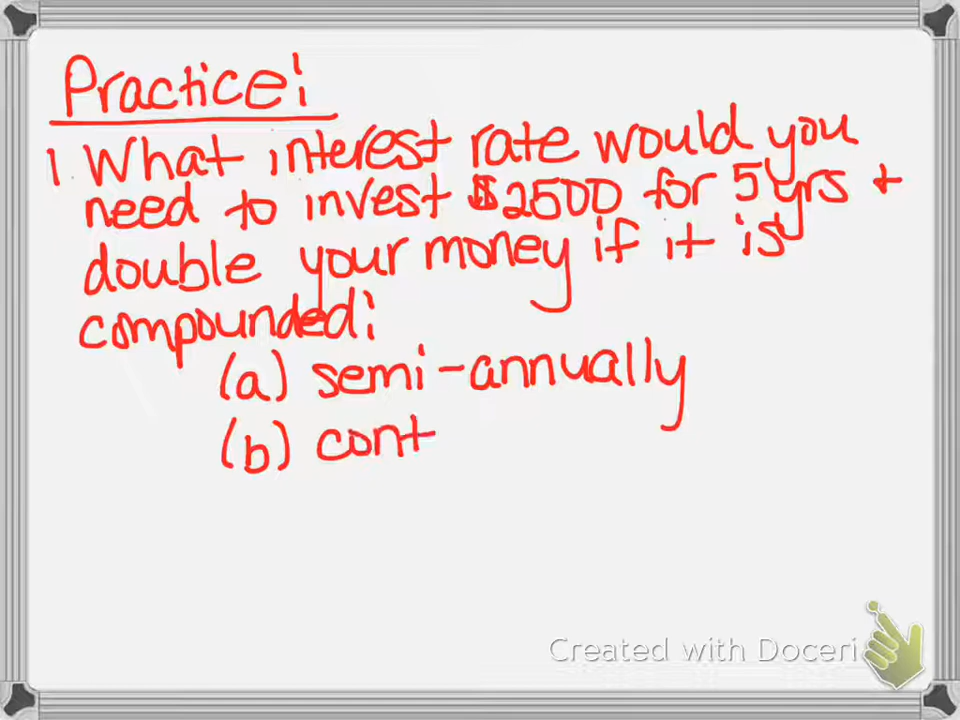 Practice:
1 What interest rate would you
need to invest $2500 for 5 yrs +
double your money if it is
compounded:
(a) semi-annually
(b) cont
Created with Doceri